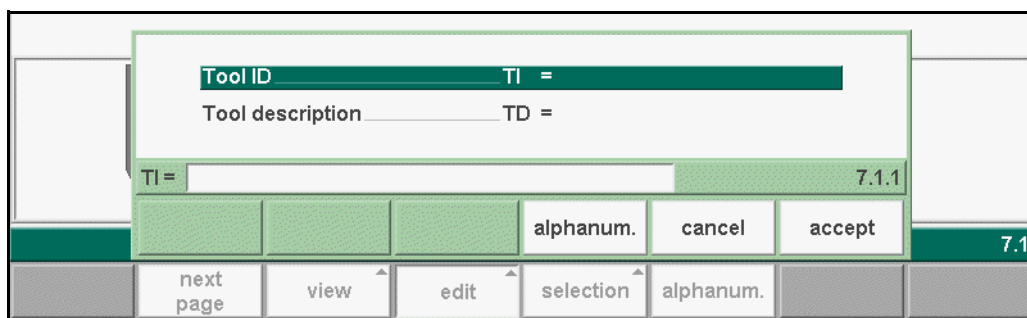 Tool ID TI =
Tool description TD =
TI = 7.1.1
alphanum. cancel accept
7.1
next page view edit selection alphanum.